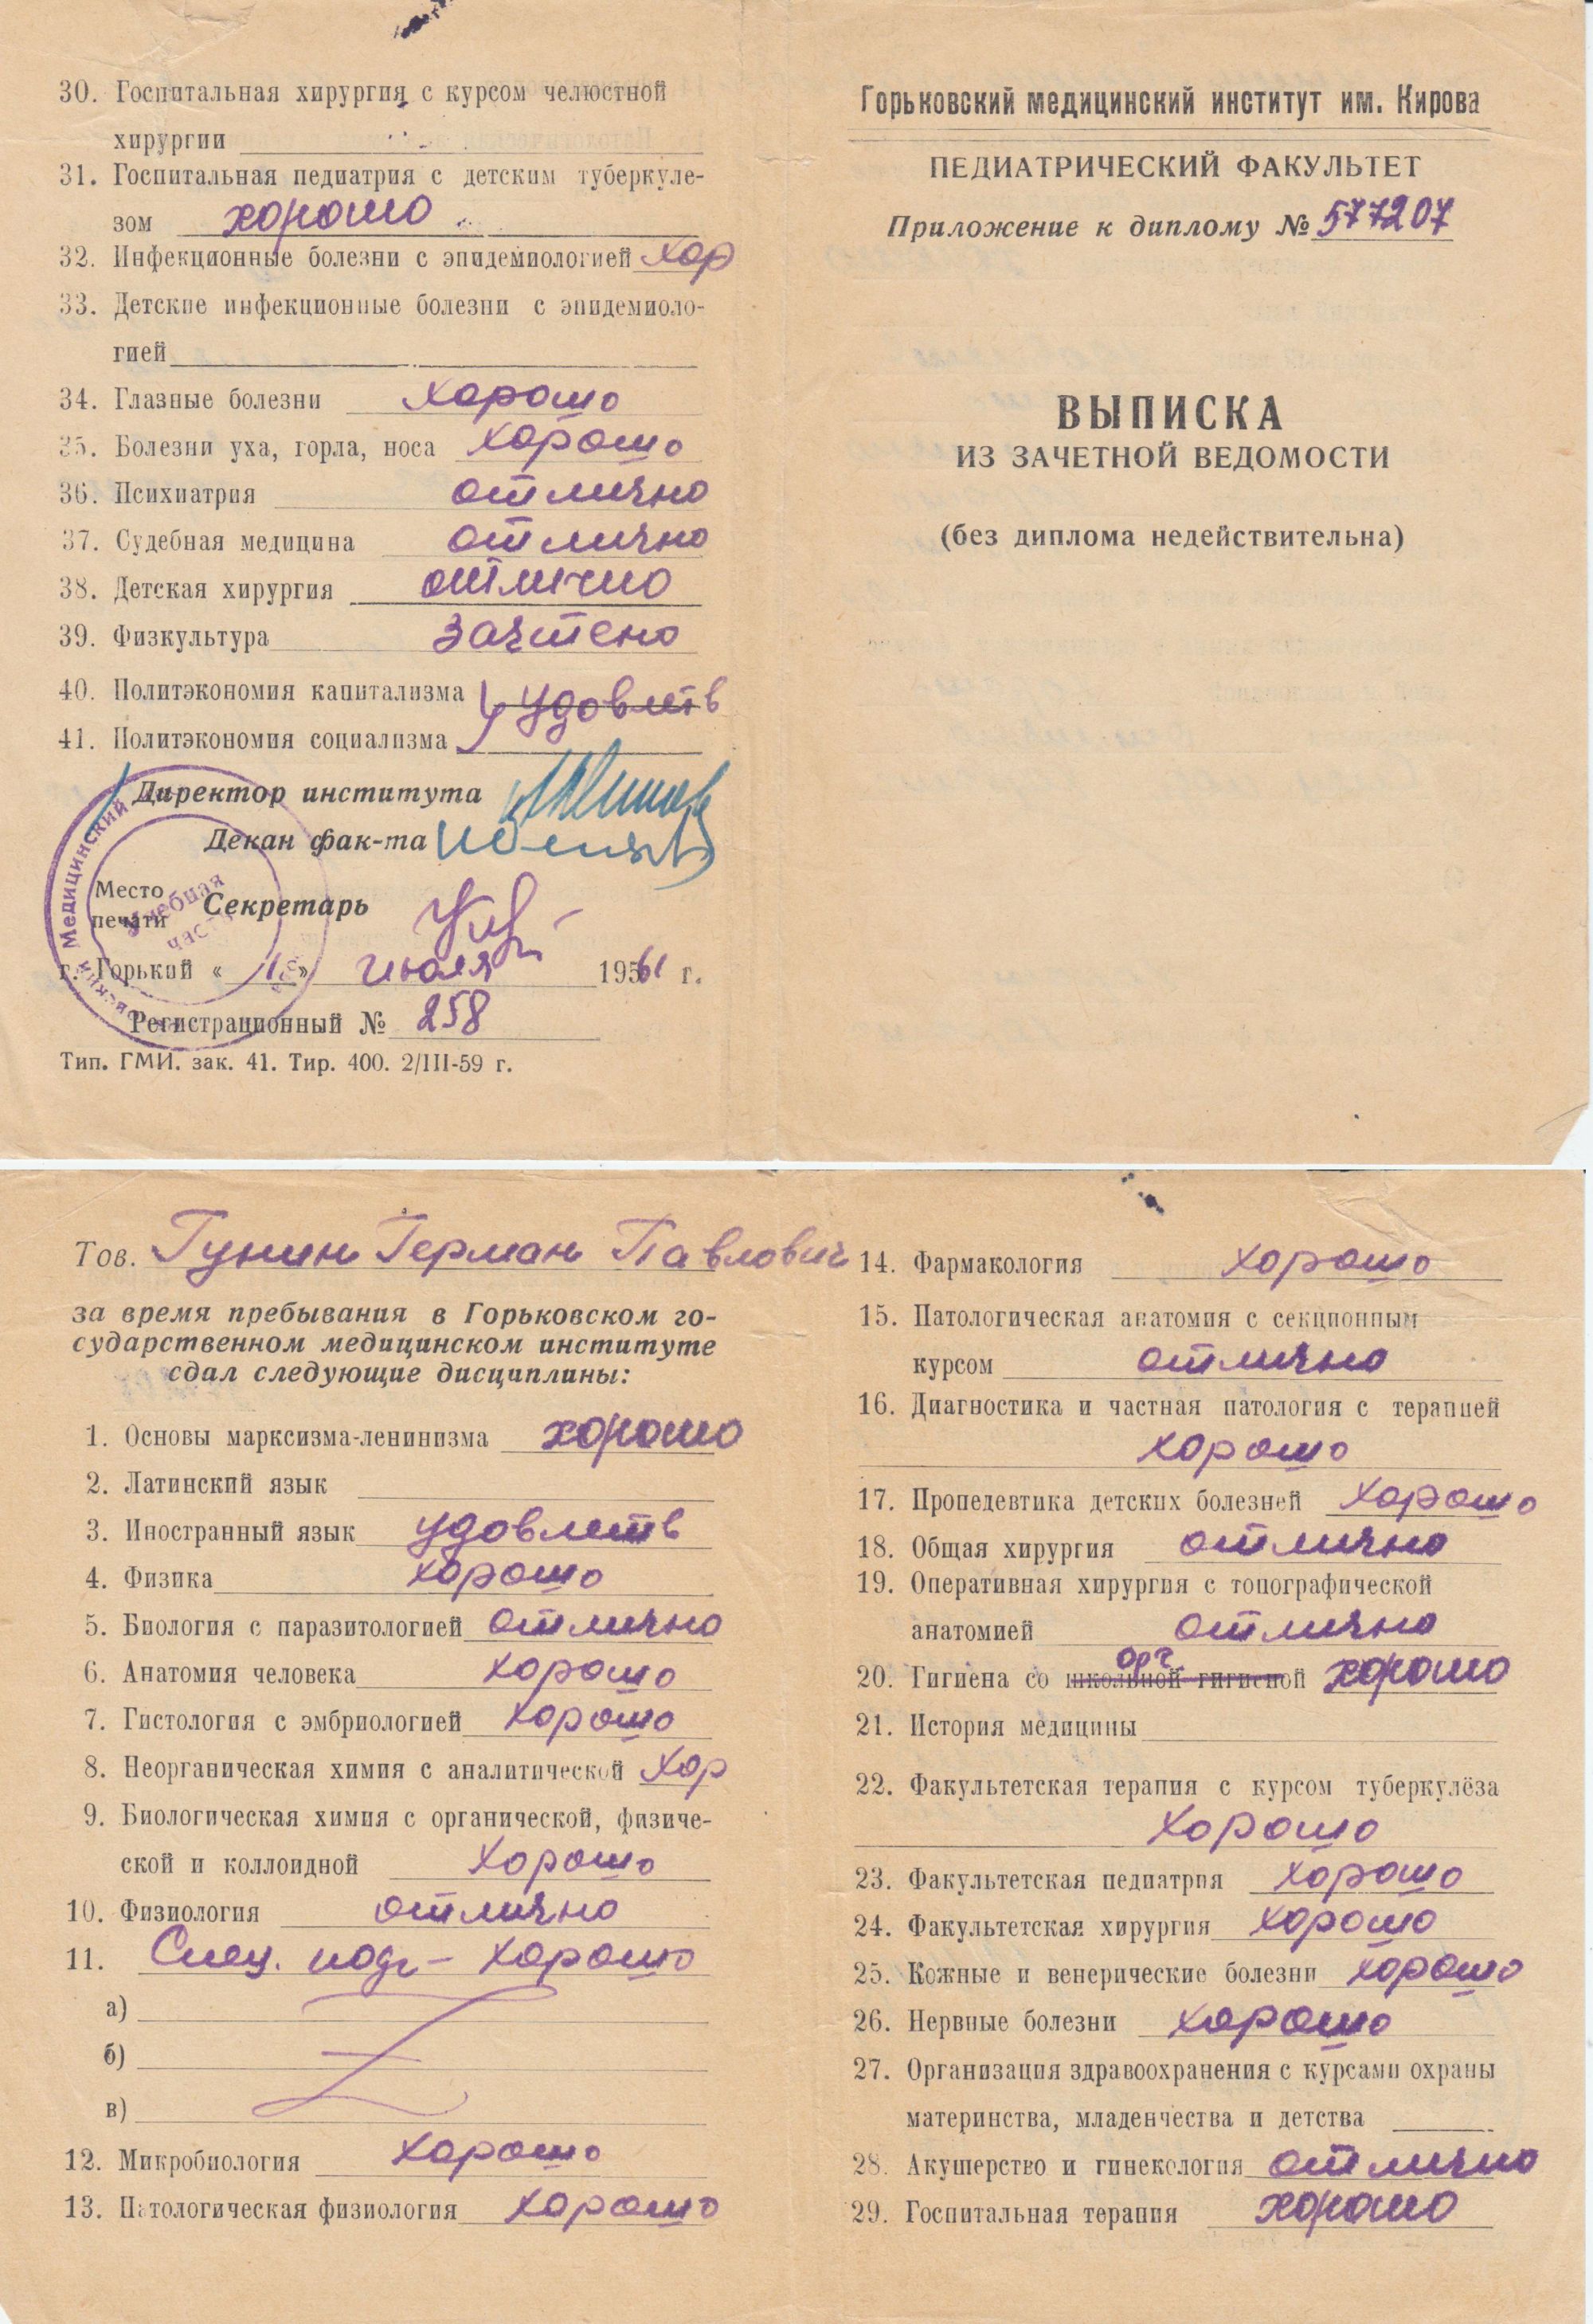 30. Госпитальная хирургия с курсом челюстной
хирургии
31. Госпитальная педиатрия с детским туберкуле-
зом хорошо
32. Инфекционные болезни с эпидемиологией хор
33. Детские инфекционные болезни с эпидемиоло-
гией
34. Глазные болезни хорошо
35. Болезни уха, горла, носа хорошо
36. Психиатрия отлично
37. Судебная медицина отлично
38. Детская хирургия отлично
39. Физкультура зачтено
40. Политэкономия капитализма удовлетв
41. Политэкономия социализма
Директор института
Декан фак-та
Место
печати
Секретарь
Медицинский
Учебная
часть
г. Горький « 1 » июля 1961 г.
Регистрационный № 258
Тип. ГМИ. зак. 41. Тир. 400. 2/III-59 г.
Горьковский медицинский институт им. Кирова
ПЕДИАТРИЧЕСКИЙ ФАКУЛЬТЕТ
Приложение к диплому № 577207
ВЫПИСКА
ИЗ ЗАЧЕТНОЙ ВЕДОМОСТИ
(без диплома недействительна)
Тов. Гунин Герман Павлович
за время пребывания в Горьковском го-
сударственном медицинском институте
сдал следующие дисциплины:
1. Основы марксизма-ленинизма хорошо
2. Латинский язык
3. Иностранный язык удовлетв
4. Физика хорошо
5. Биология с паразитологией отлично
6. Анатомия человека хорошо
7. Гистология с эмбриологией хорошо
8. Неорганическая химия с аналитической хор
9. Биологическая химия с органической, физиче-
ской и коллоидной хорошо
10. Физиология отлично
11. Спец. подг - хорошо
а)
б)
в)
12. Микробиология хорошо
13. Патологическая физиология хорошо
14. Фармакология хорошо
15. Патологическая анатомия с секционным
курсом отлично
16. Диагностика и частная патология с терапией
хорошо
17. Пропедевтика детских болезней хорошо
18. Общая хирургия отлично
19. Оперативная хирургия с топографической
анатомией отлично
орг
20. Гигиена со школьной гигиеной хорошо
21. История медицины
22. Факультетская терапия с курсом туберкулёза
хорошо
23. Факультетская педиатрия хорошо
24. Факультетская хирургия хорошо
25. Кожные и венерические болезни хорошо
26. Нервные болезни хорошо
27. Организация здравоохранения с курсами охраны
материнства, младенчества и детства
28. Акушерство и гинекология отлично
29. Госпитальная терапия хорошо